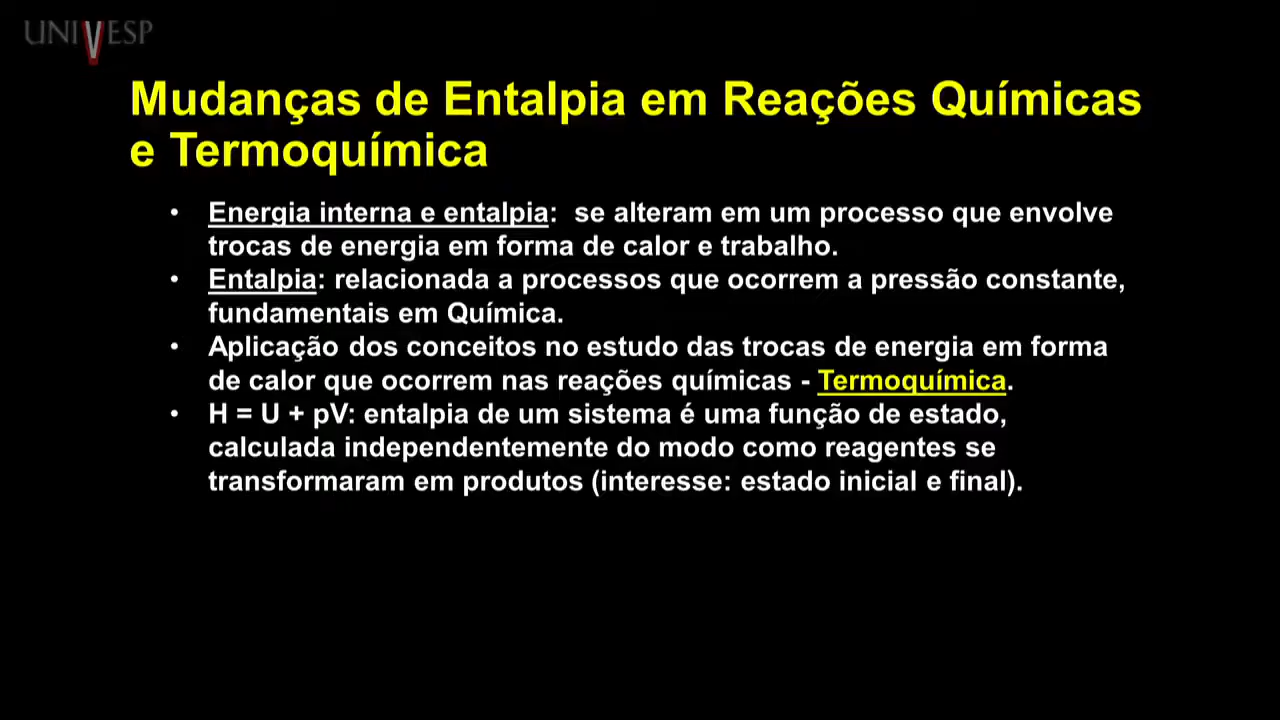 UNIVESP
Mudanças de Entalpia em Reações Químicas
e Termoquímica
• Energia interna e entalpia:  se alteram em um processo que envolve
trocas de energia em forma de calor e trabalho.
• Entalpia: relacionada a processos que ocorrem a pressão constante,
fundamentais em Química.
• Aplicação dos conceitos no estudo das trocas de energia em forma
de calor que ocorrem nas reações químicas - Termoquímica.
• H = U + pV: entalpia de um sistema é uma função de estado,
calculada independentemente do modo como reagentes se
transformaram em produtos (interesse: estado inicial e final).